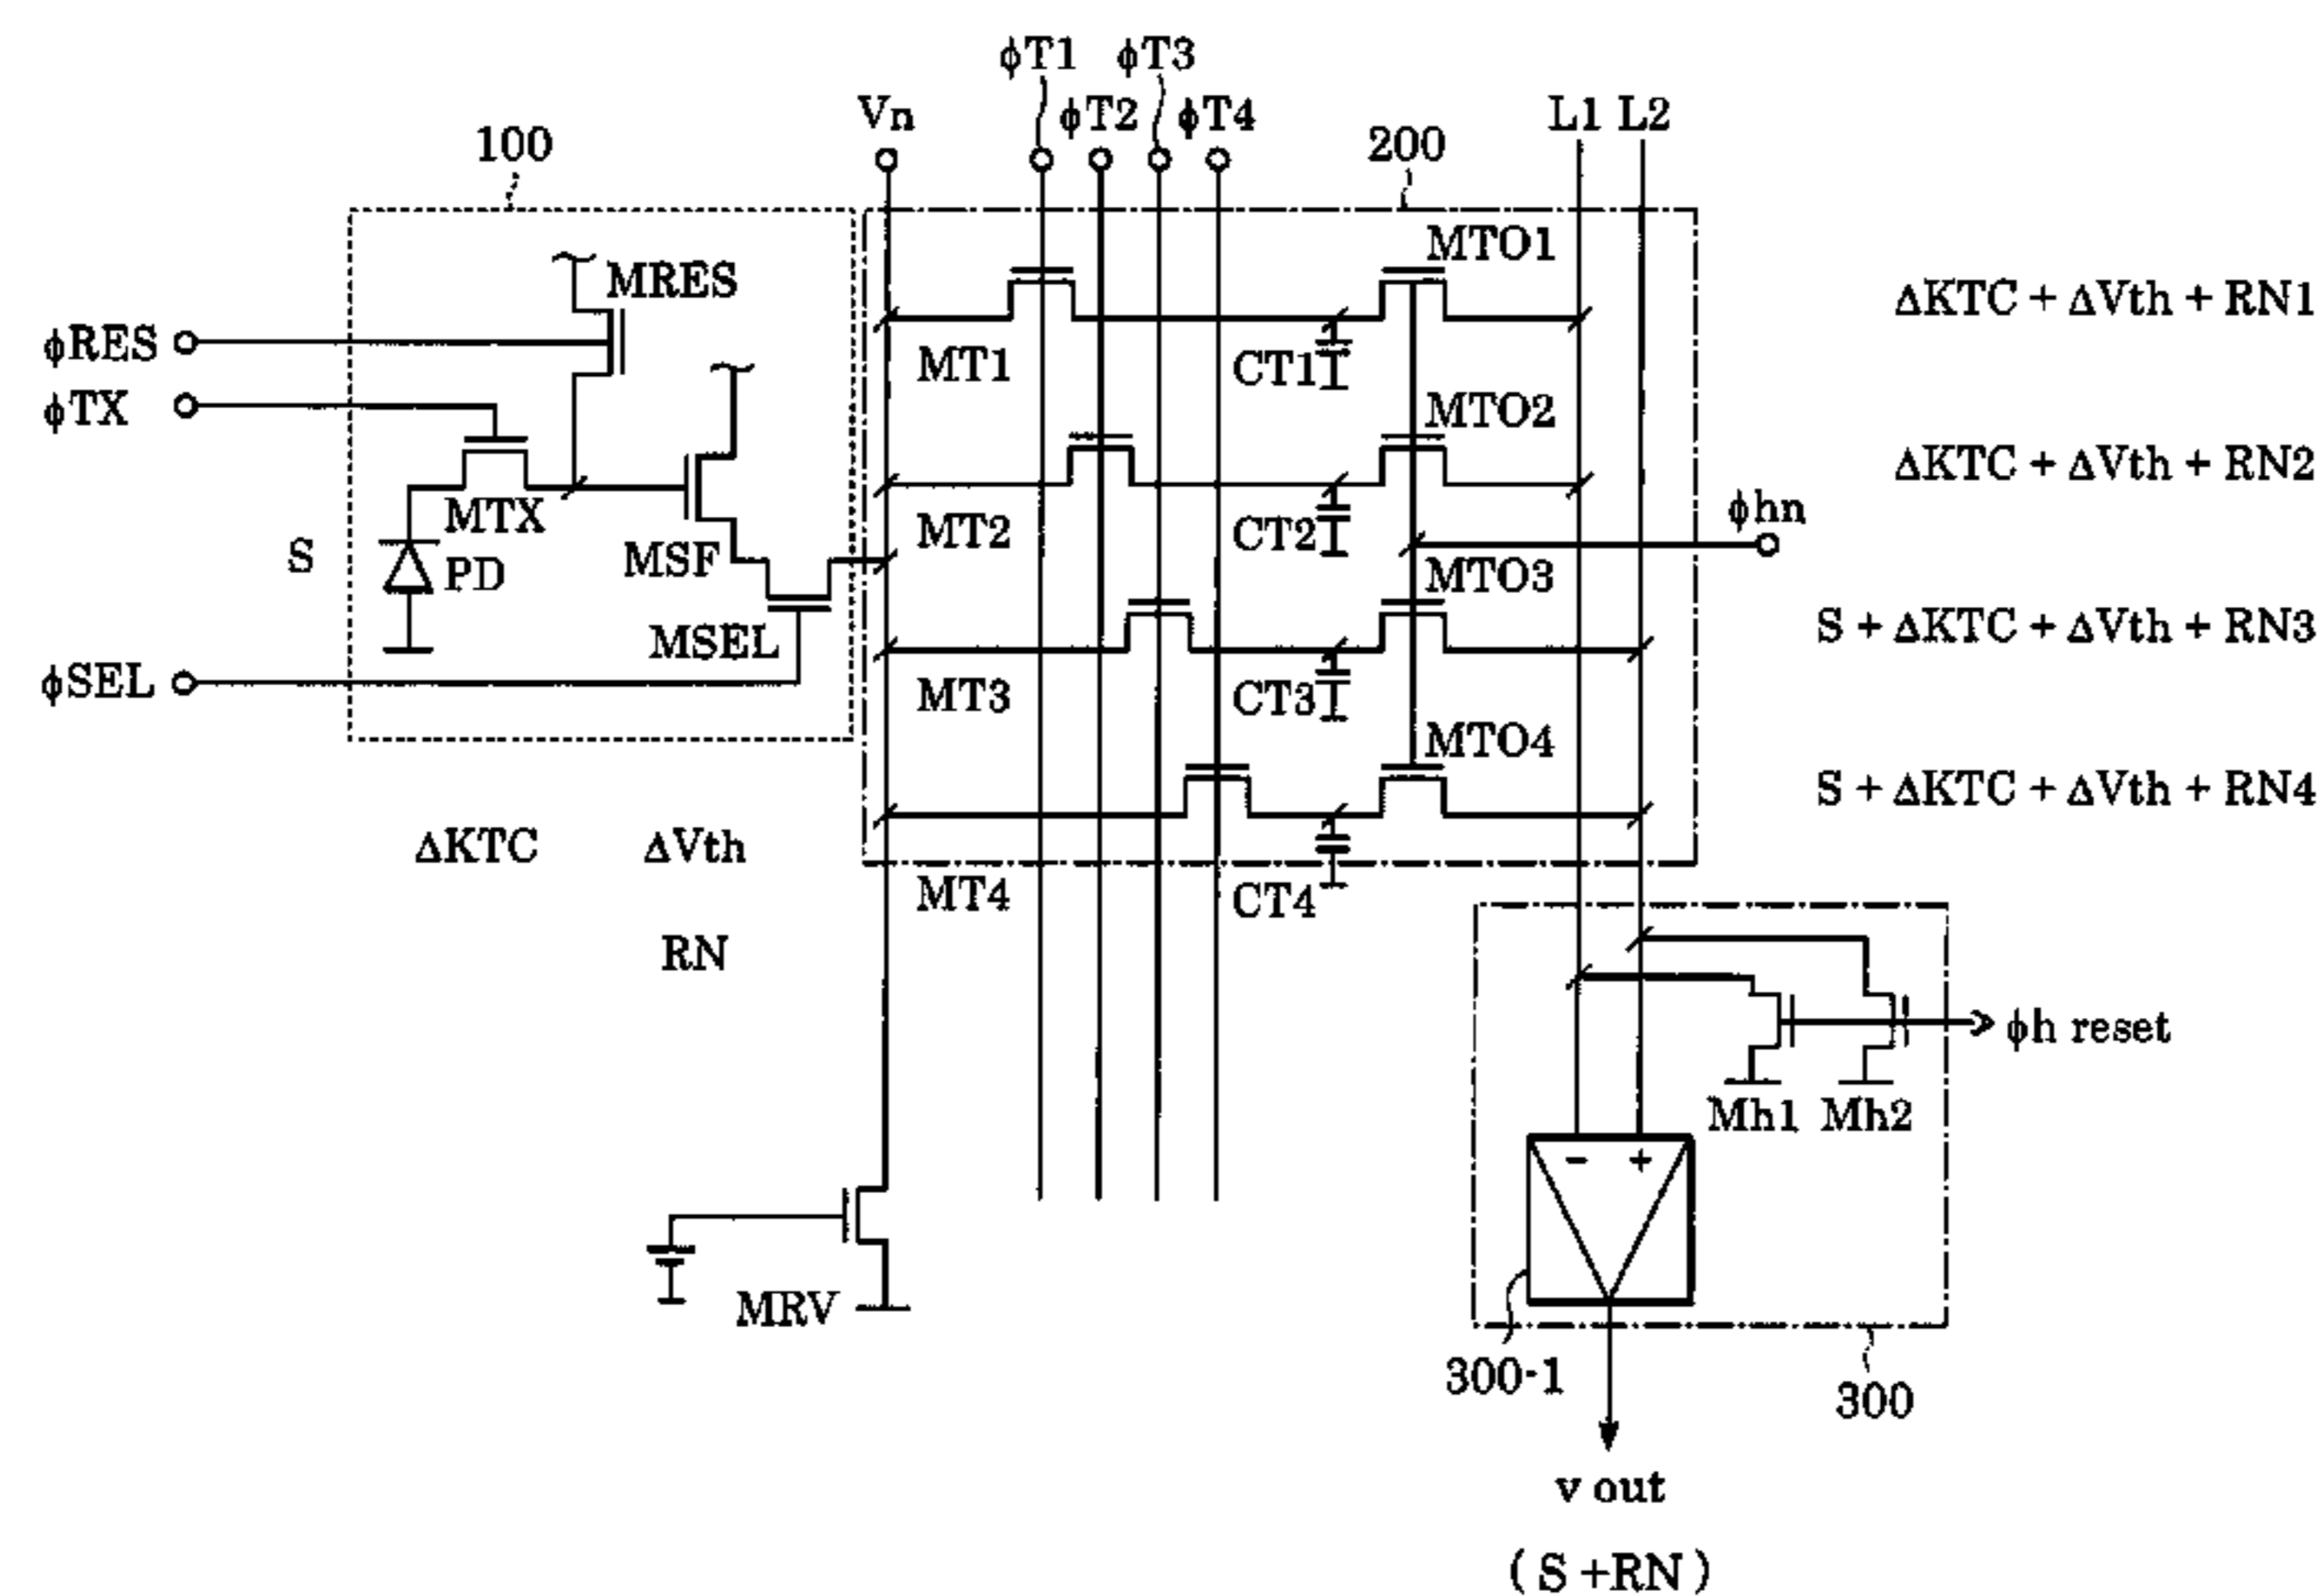 ϕT1 ϕT3
Vn ϕT2 ϕT4 L1 L2
100 200
MTO1
MRES ΔKTC + ΔVth + RN1
ϕRES
MT1 CT1
ϕTX MTO2
ΔKTC + ΔVth + RN2
MTX ϕhn
S PD MSF MT2 CT2
MTO3
MSEL S + ΔKTC + ΔVth + RN3
ϕSEL MT3 CT3
MTO4
S + ΔKTC + ΔVth + RN4
ΔKTC ΔVth
MT4 CT4
RN
ϕh reset
Mh1 Mh2
- +
MRV
300-1 300
v out
( S +RN )